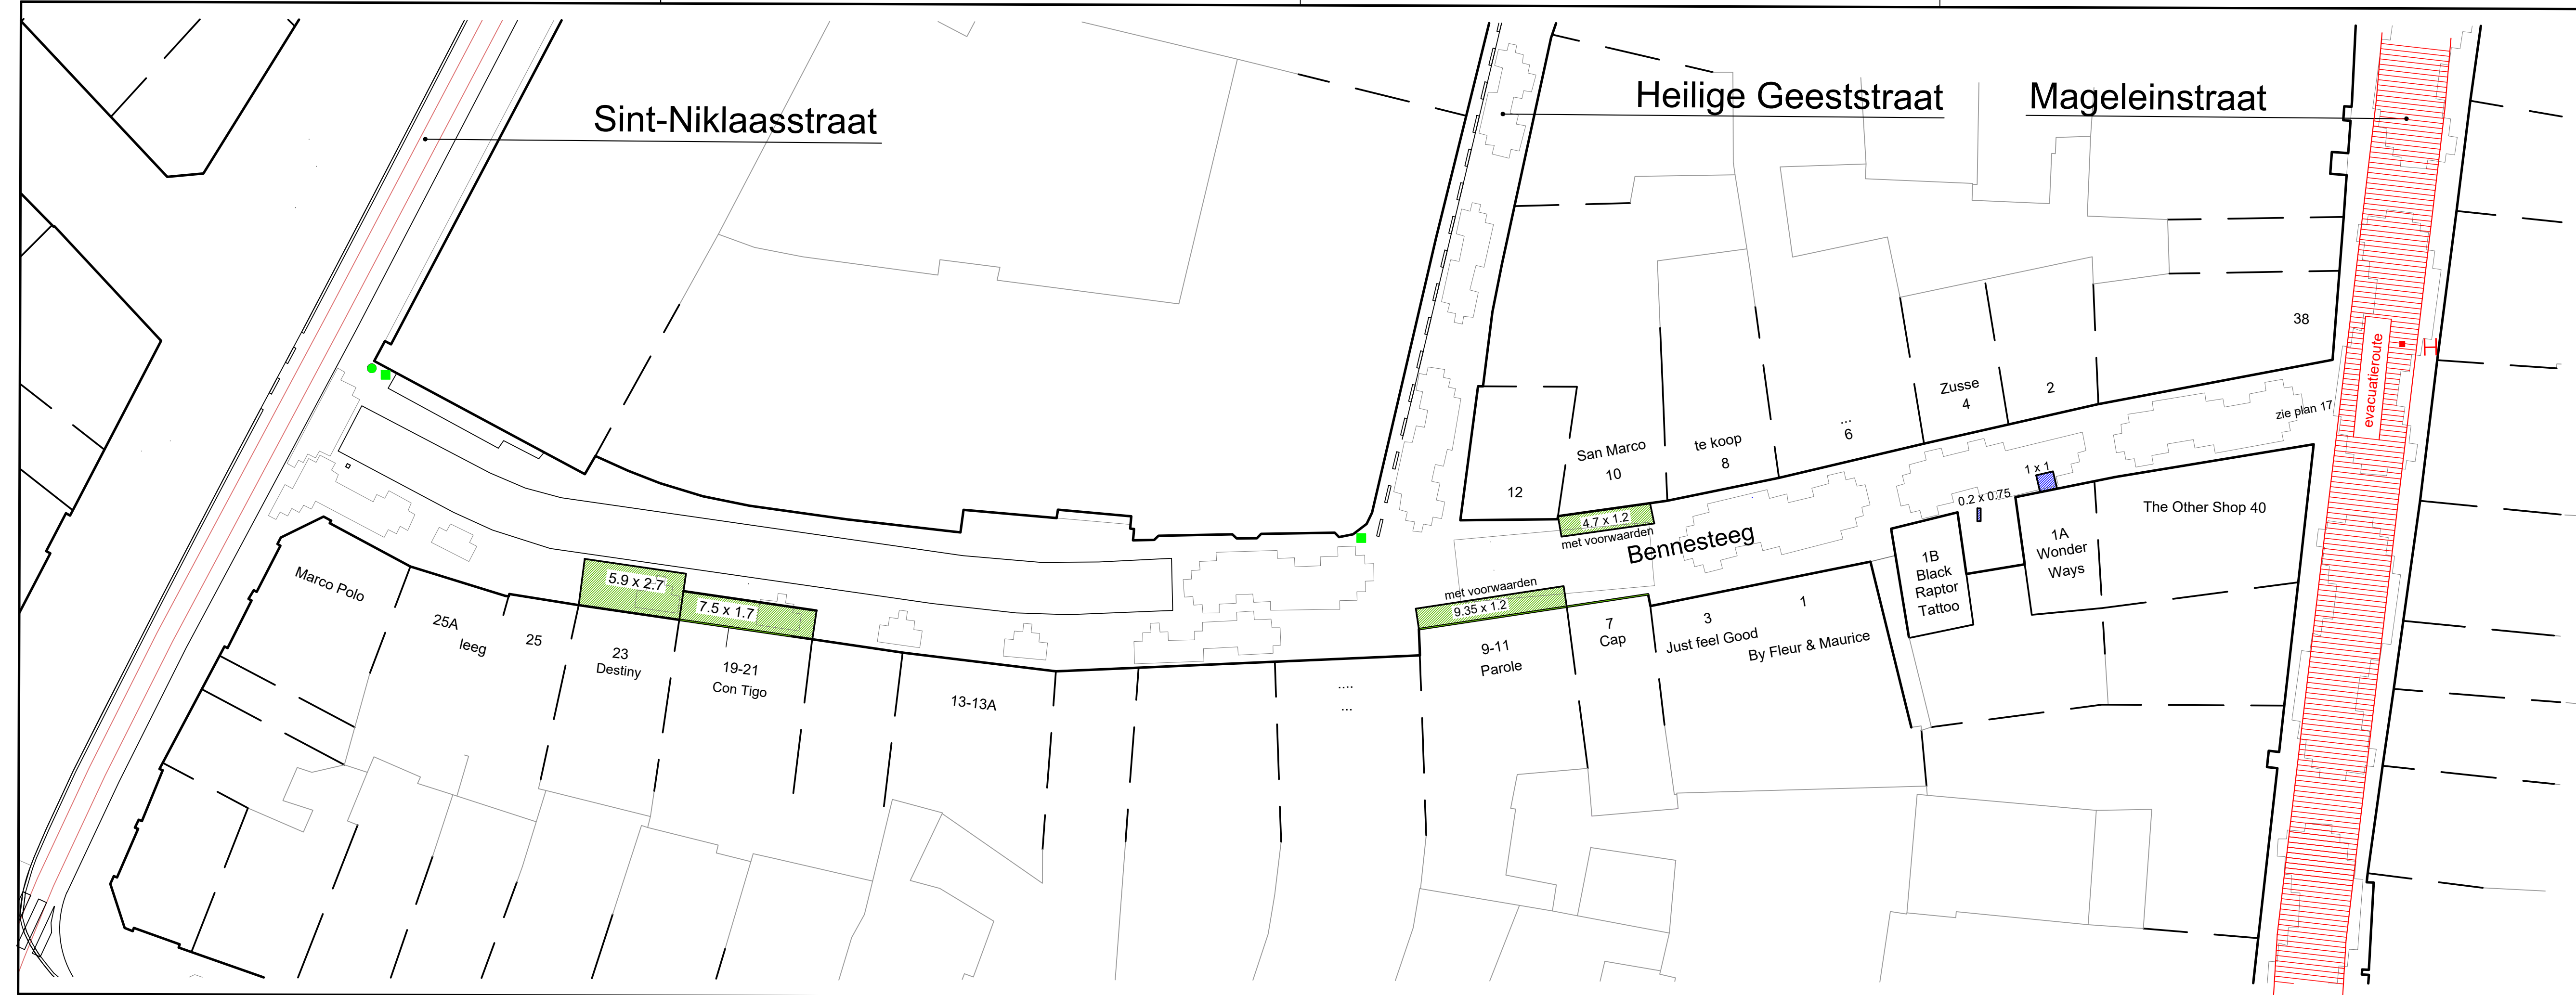 Sint-Niklaasstraat
Heilige Geeststraat
Mageleinstraat
38
evacuatieroute
H
Zusse
4
2
zie plan 17
...
6
te koop
8
San Marco
10
12
4.7 x 1.2
met voorwaarden
Bennesteeg
1 x 1
0.2 x 0.75
The Other Shop 40
1A
Wonder
Ways
1B
Black
Raptor
Tattoo
Marco Polo
25A
leeg
25
5.9 x 2.7
7.5 x 1.7
23
Destiny
19-21
Con Tigo
13-13A
....
...
met voorwaarden
9.35 x 1.2
9-11
Parole
7
Cap
3
Just feel Good
1
By Fleur & Maurice